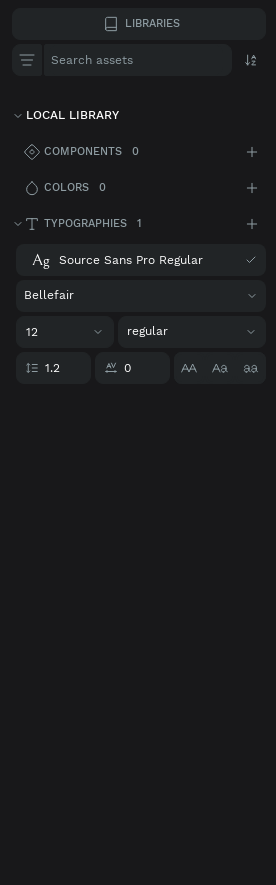 LIBRARIES
Search assets
LOCAL LIBRARY
COMPONENTS 0
COLORS 0
TYPOGRAPHIES 1
Ag Source Sans Pro Regular
Bellefair
12 regular
1.2 AV 0 AA Aa aa